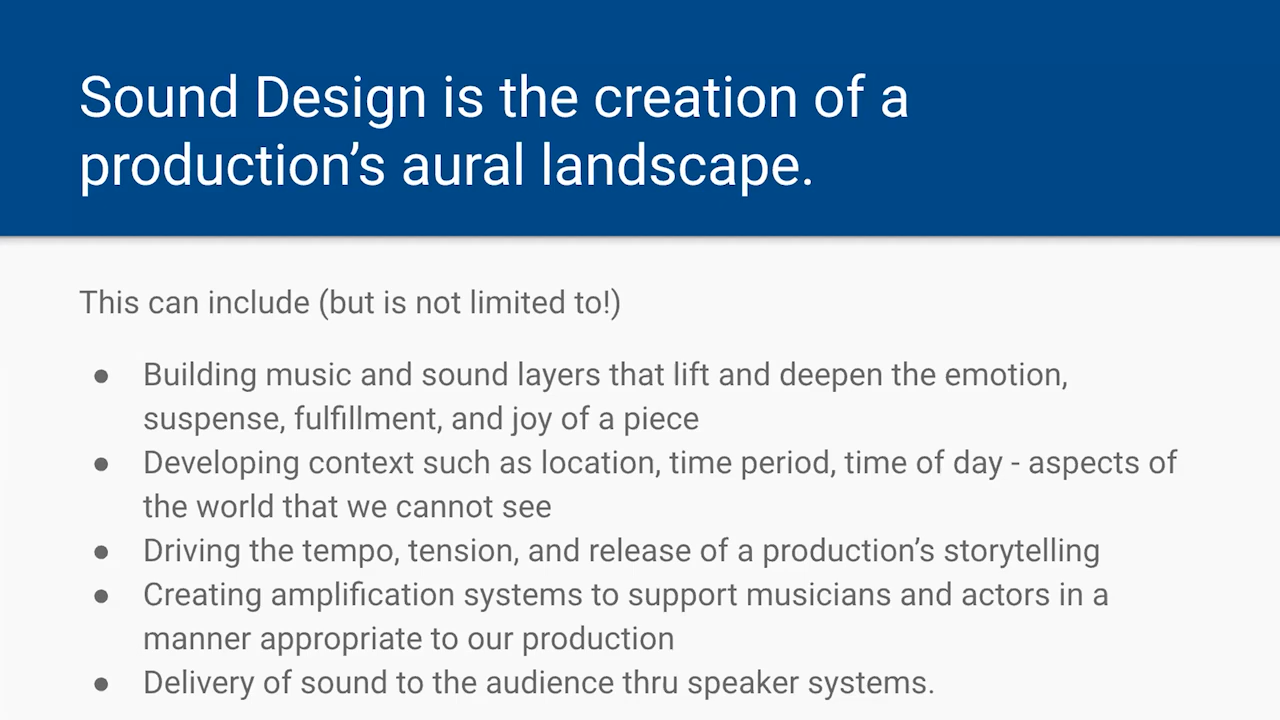 Sound Design is the creation of a
production’s aural landscape.
This can include (but is not limited to!)
● Building music and sound layers that lift and deepen the emotion,
suspense, fulfillment, and joy of a piece
● Developing context such as location, time period, time of day - aspects of
the world that we cannot see
● Driving the tempo, tension, and release of a production’s storytelling
● Creating amplification systems to support musicians and actors in a
manner appropriate to our production
● Delivery of sound to the audience thru speaker systems.